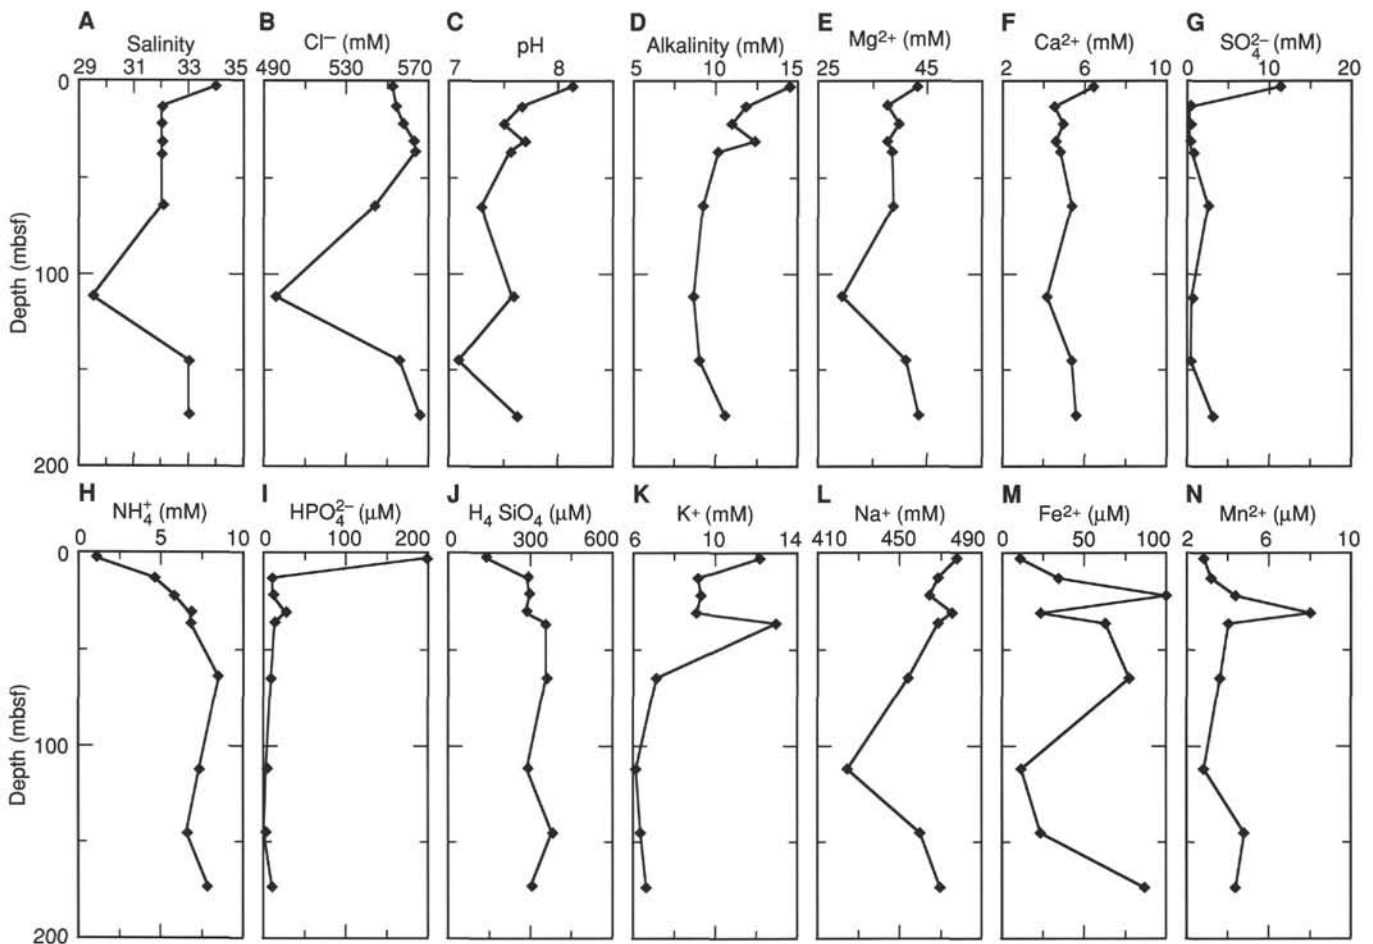 A B C D E F G
Salinity Cl⁻ (mM) pH Alkalinity (mM) Mg²⁺ (mM) Ca²⁺ (mM) SO₄²⁻ (mM)
29 31 33 35 490 530 570 7 8 5 10 15 25 45 2 6 10 0 10 20
0
100
200
Depth (mbsf)
H I J K L M N
NH₄⁺ (mM) HPO₄²⁻ (μM) H₄ SiO₄ (μM) K⁺ (mM) Na⁺ (mM) Fe²⁺ (μM) Mn²⁺ (μM)
0 5 10 0 100 200 0 300 600 6 10 14 410 450 490 0 50 100 2 6 10
0
100
200
Depth (mbsf)